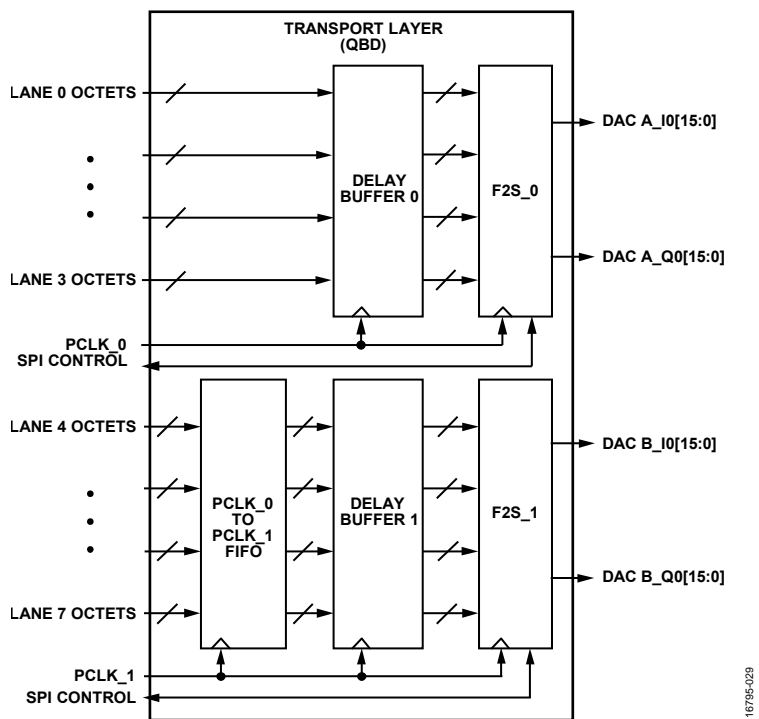 TRANSPORT LAYER
(QBD)
LANE 0 OCTETS
LANE 3 OCTETS
DELAY
BUFFER 0
F2S_0
DAC A_I0[15:0]
DAC A_Q0[15:0]
PCLK_0
SPI CONTROL
LANE 4 OCTETS
LANE 7 OCTETS
PCLK_0
TO
PCLK_1
FIFO
DELAY
BUFFER 1
F2S_1
DAC B_I0[15:0]
DAC B_Q0[15:0]
PCLK_1
SPI CONTROL
16795-029